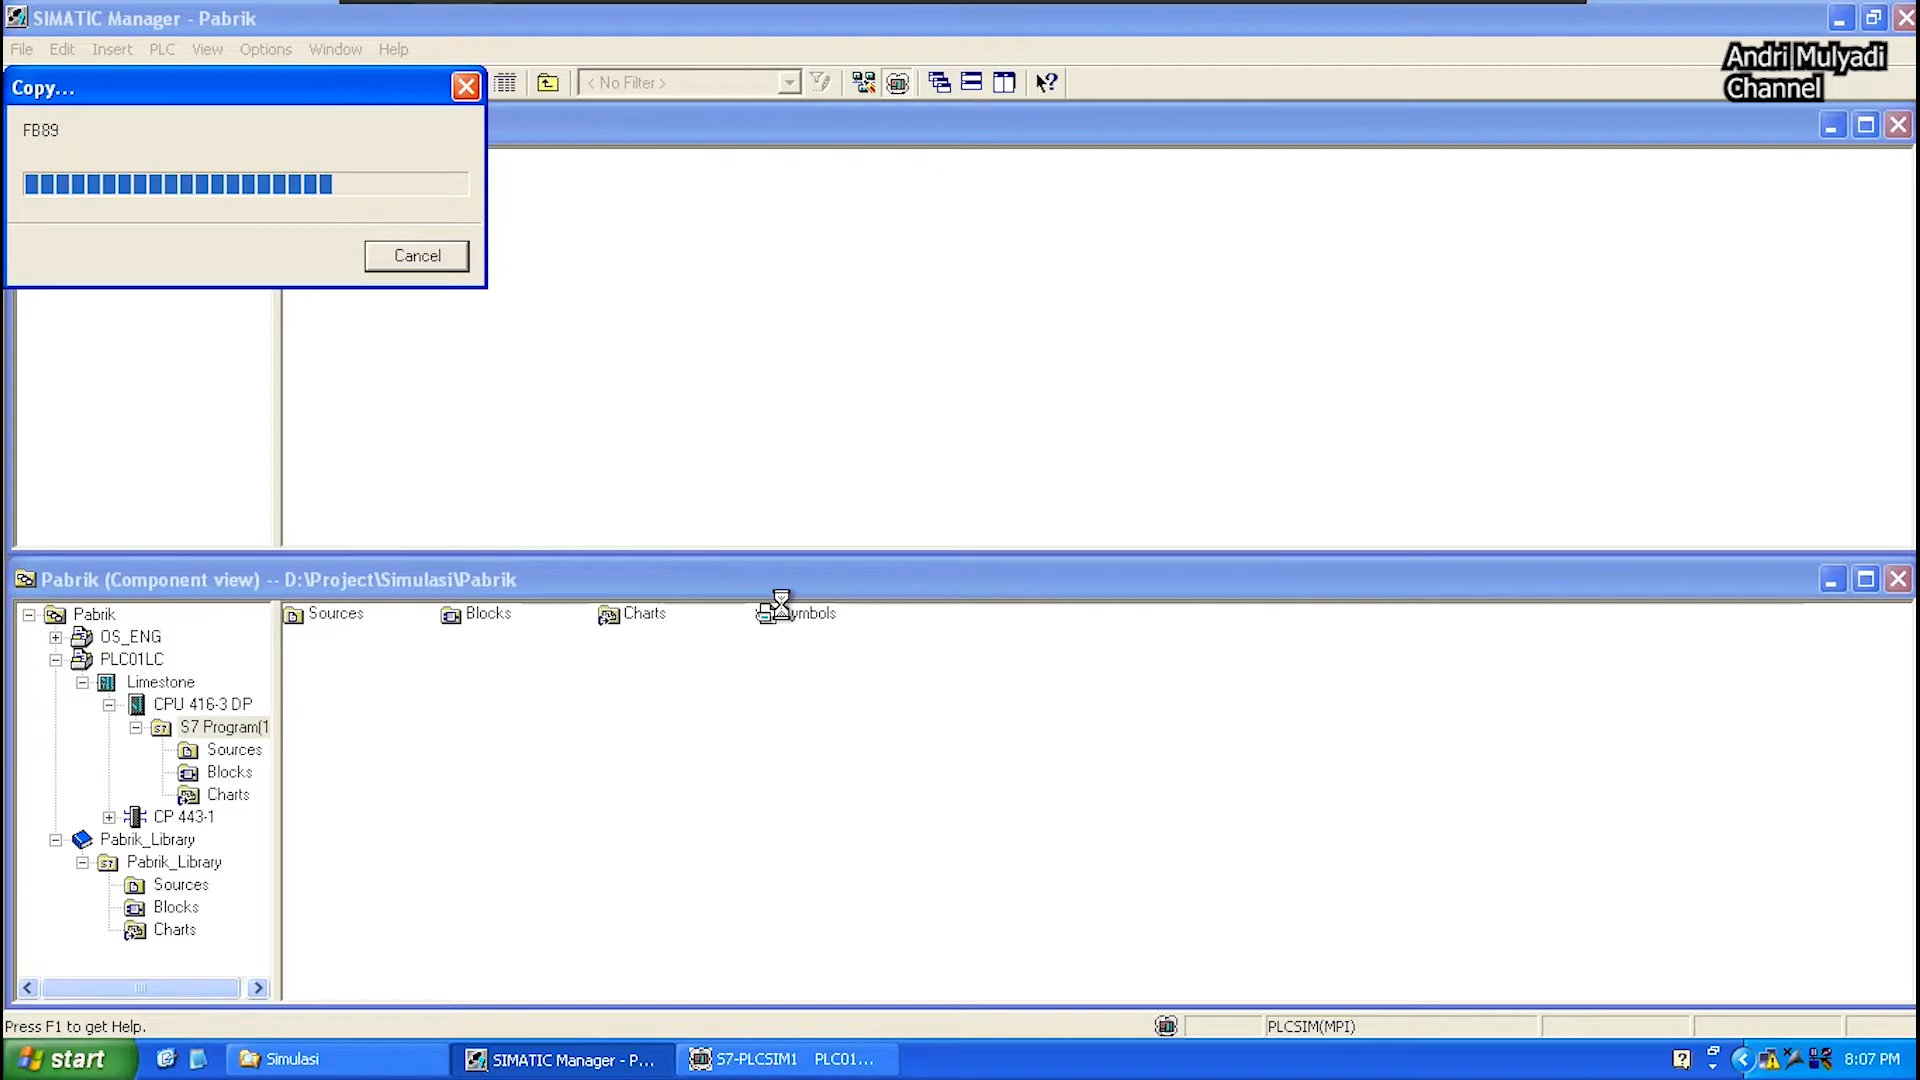 SIMATIC Manager - Pabrik
File Edit Insert PLC View Options Window Help
Andri Mulyadi
Channel
< No Filter >
Copy...
FB89
Cancel
Pabrik (Component view) -- D:\Project\Simulasi\Pabrik
Pabrik
OS_ENG
PLC01LC
Limestone
CPU 416-3 DP
S7 Program(1
Sources
Blocks
Charts
CP 443-1
Pabrik_Library
Pabrik_Library
Sources
Blocks
Charts
Sources Blocks Charts
Press F1 to get Help.
PLCSIM(MPI)
start
Simulasi
SIMATIC Manager - P...
S7-PLCSIM1 PLC01...
8:07 PM